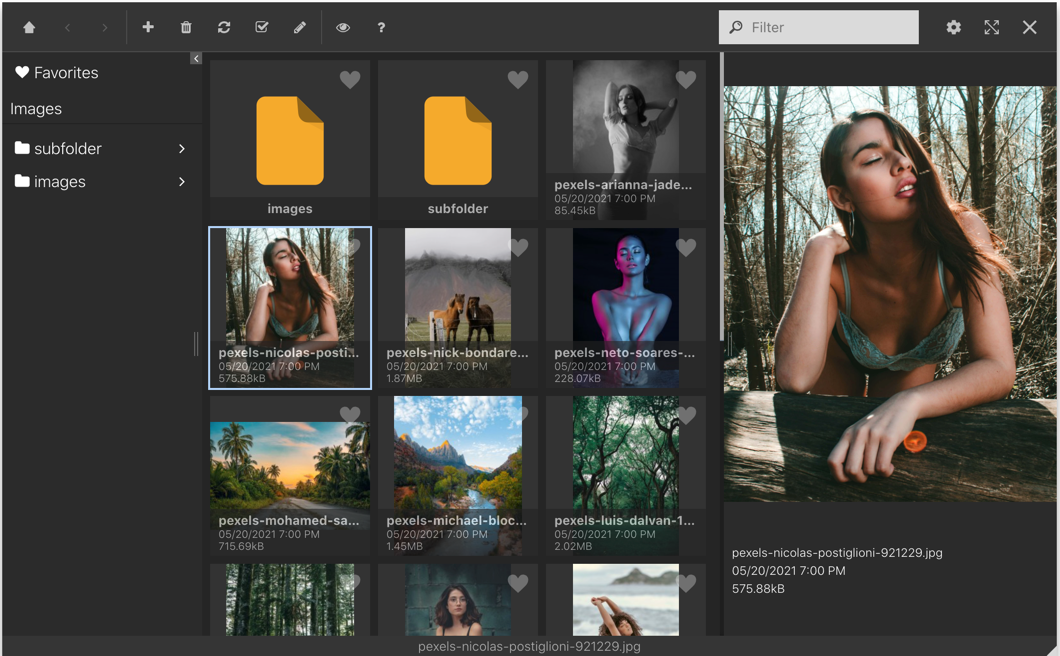 Filter
Favorites
Images
subfolder
images
images
subfolder
pexels-arianna-jade...
05/20/2021 7:00 PM
85.45kB
pexels-nicolas-posti...
05/20/2021 7:00 PM
575.88kB
pexels-nick-bondare...
05/20/2021 7:00 PM
1.87MB
pexels-neto-soares-...
05/20/2021 7:00 PM
228.07kB
pexels-mohamed-sa...
05/20/2021 7:00 PM
715.69kB
pexels-michael-bloc...
05/20/2021 7:00 PM
1.45MB
pexels-luis-dalvan-1...
05/20/2021 7:00 PM
2.02MB
pexels-nicolas-postiglioni-921229.jpg
05/20/2021 7:00 PM
575.88kB
pexels-nicolas-postiglioni-921229.jpg